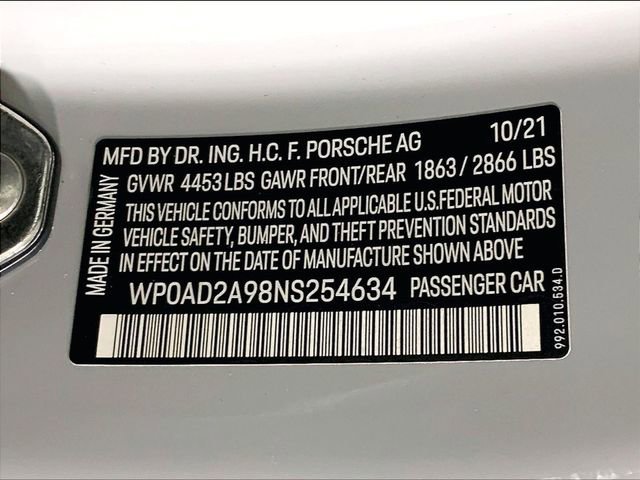 MFD BY DR. ING. H.C. F. PORSCHE AG 10/21
GVWR 4453 LBS GAWR FRONT/REAR 1863 / 2866 LBS
THIS VEHICLE CONFORMS TO ALL APPLICABLE U.S.FEDERAL MOTOR
VEHICLE SAFETY, BUMPER, AND THEFT PREVENTION STANDARDS
IN EFFECT ON THE DATE OF MANUFACTURE SHOWN ABOVE
WP0AD2A98NS254634 PASSENGER CAR
MADE IN GERMANY
992.010.534.D